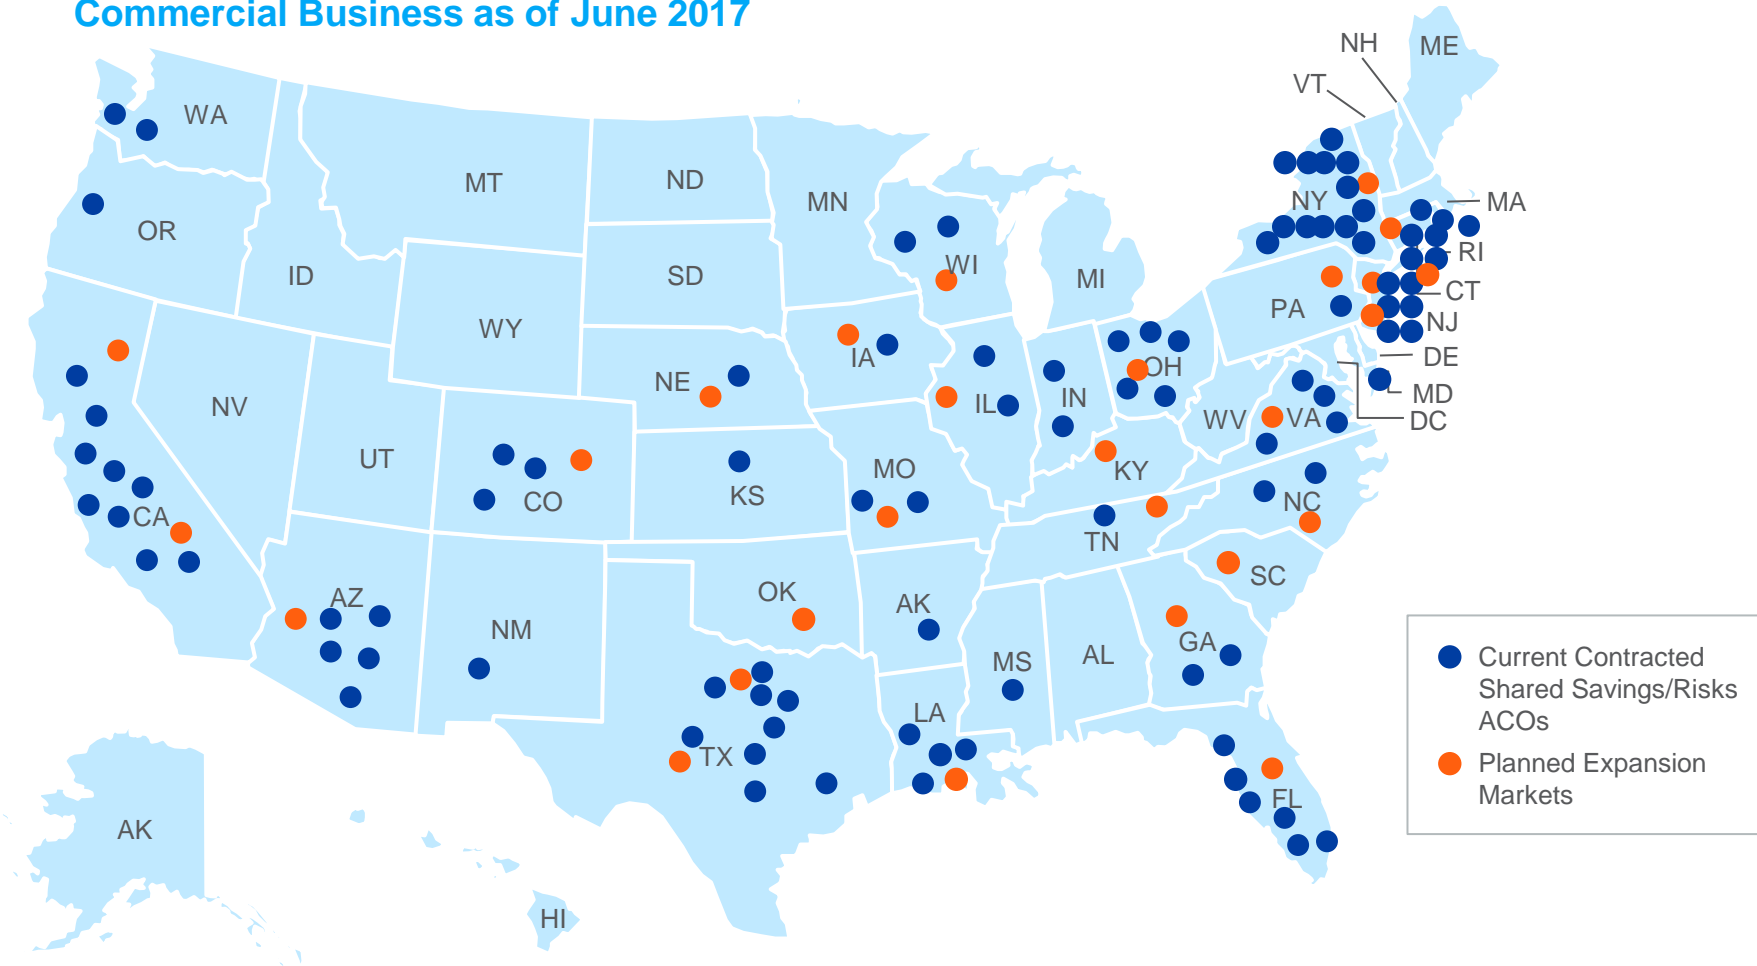 Commercial Business as of June 2017
NH
ME
VT
WA
MT
ND
MN
NY
MA
OR
ID
SD
WI
MI
RI
PA
CT
WY
NJ
IA
OH
DE
NE
MD
NV
IL
IN
WV
VA
DC
UT
CO
KS
MO
KY
CA
NC
TN
AZ
NM
OK
AK
SC
MS
AL
GA
LA
TX
FL
AK
HI
Current Contracted
Shared Savings/Risks
ACOs
Planned Expansion
Markets